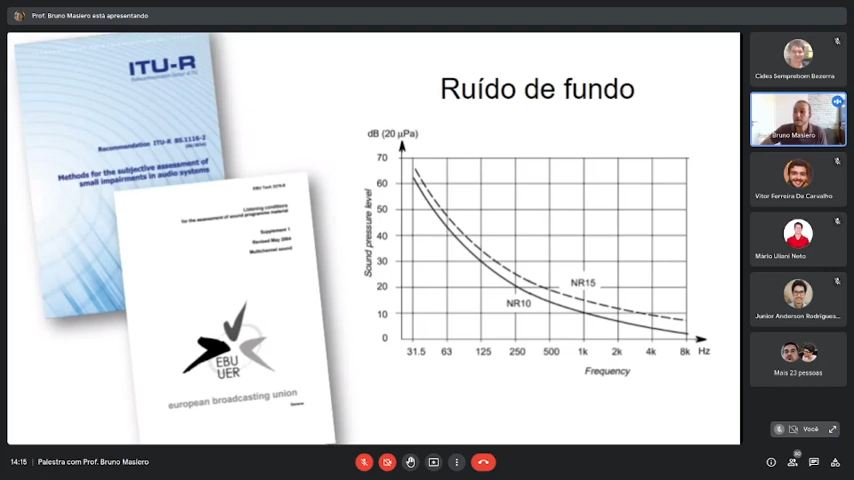 Prof. Bruno Masiero está apresentando
ITU-R
Recommendation ITU-R BS.1116-2
Methods for the subjective assessment of
small impairments in audio systems
EBU Tech 3276-E
Listening conditions
for the assessment of sound programme material
Supplement 1
Revised May 2004
Multichannel sound
EBU
UER
european broadcasting union
Geneva
Ruído de fundo
dB (20 µPa)
70
60
50
40
30
20
10
0
Sound pressure level
NR15
NR10
31.5 63 125 250 500 1k 2k 4k 8k Hz
Frequency
Cides Semprebom Bezerra
Prof. Bruno Masiero
Vitor Ferreira De Carvalho
Mário Uliani Neto
Junior Anderson Rodrigues...
Mais 23 pessoas
Você
14:15 | Palestra com Prof. Bruno Masiero